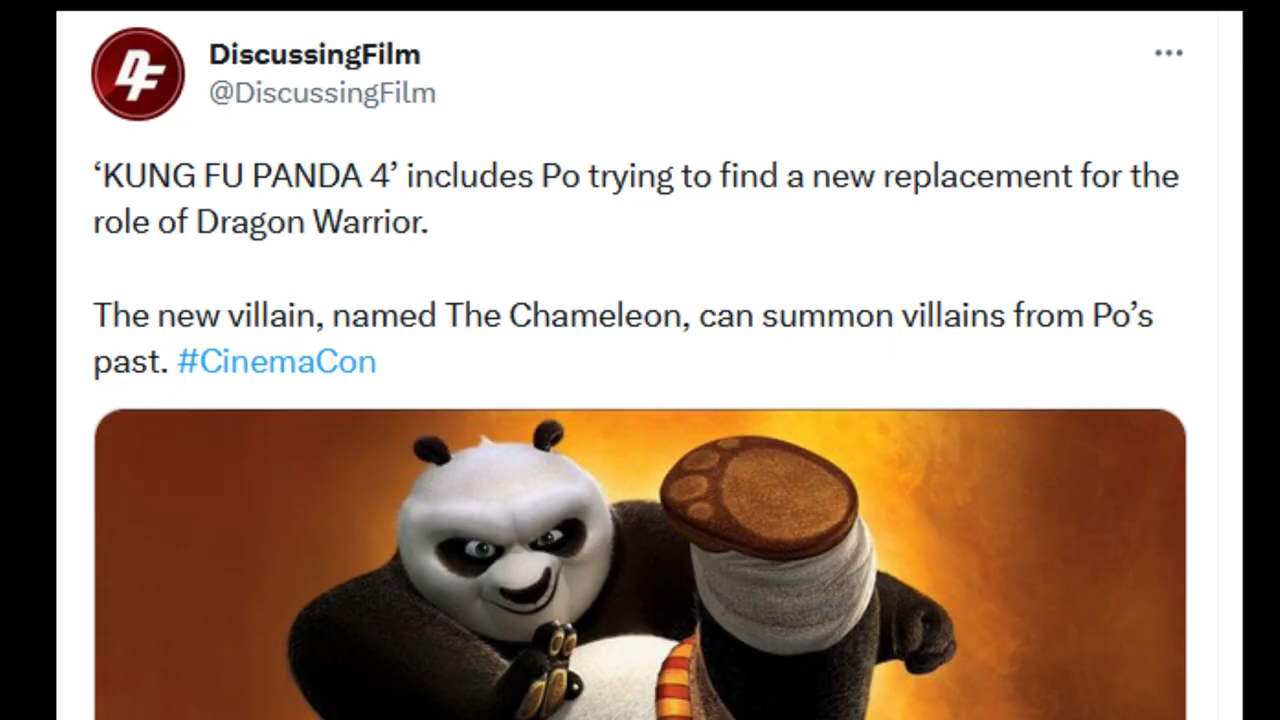 DF
DiscussingFilm
@DiscussingFilm
‘KUNG FU PANDA 4’ includes Po trying to find a new replacement for the
role of Dragon Warrior.
The new villain, named The Chameleon, can summon villains from Po’s
past. #CinemaCon